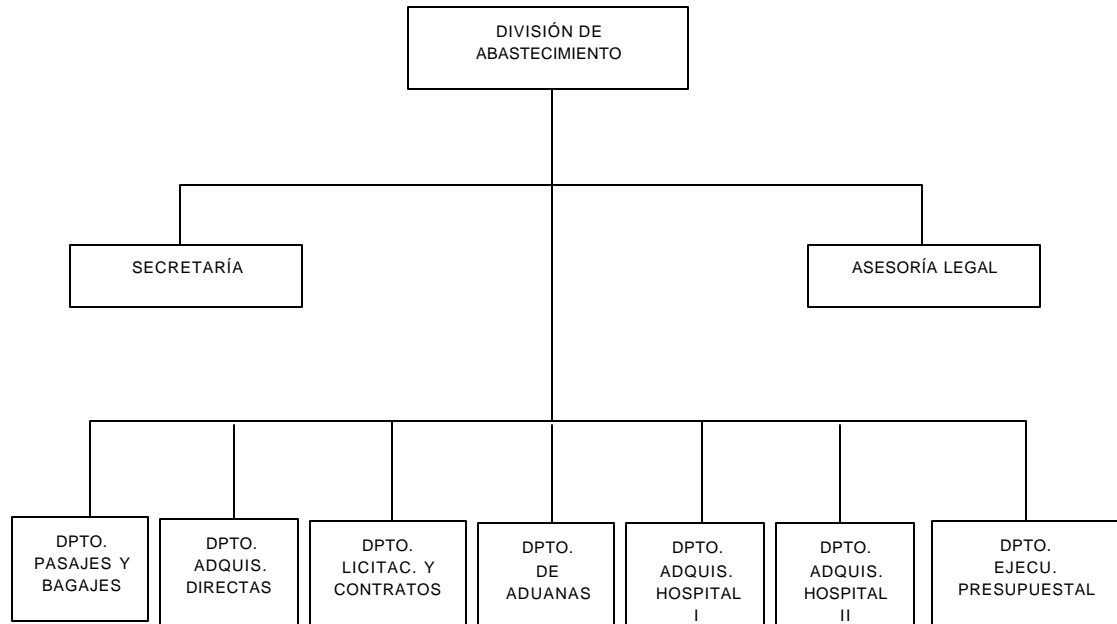 DIVISIÓN DE
ABASTECIMIENTO
SECRETARÍA
ASESORÍA LEGAL
DPTO.
PASAJES Y
BAGAJES
DPTO.
ADQUIS.
DIRECTAS
DPTO.
LICITAC. Y
CONTRATOS
DPTO.
DE
ADUANAS
DPTO.
ADQUIS.
HOSPITAL
I
DPTO.
ADQUIS.
HOSPITAL
II
DPTO.
EJECU.
PRESUPUESTAL